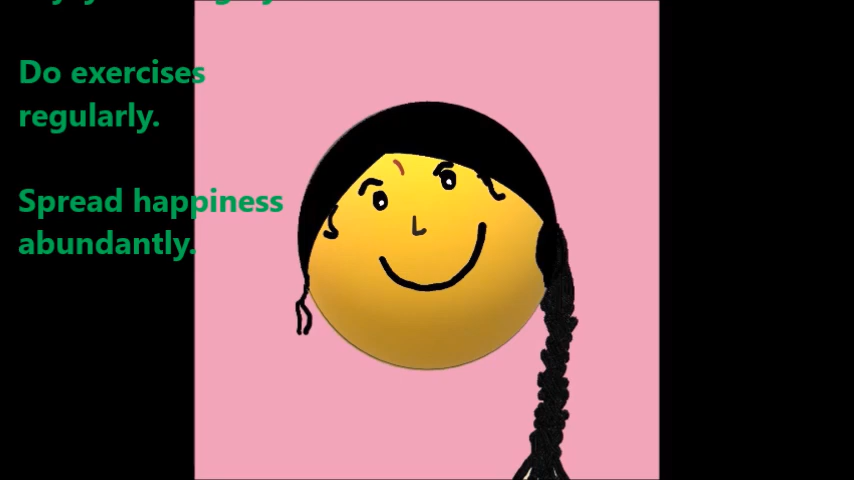 Do exercises
regularly.
Spread happiness
abundantly.